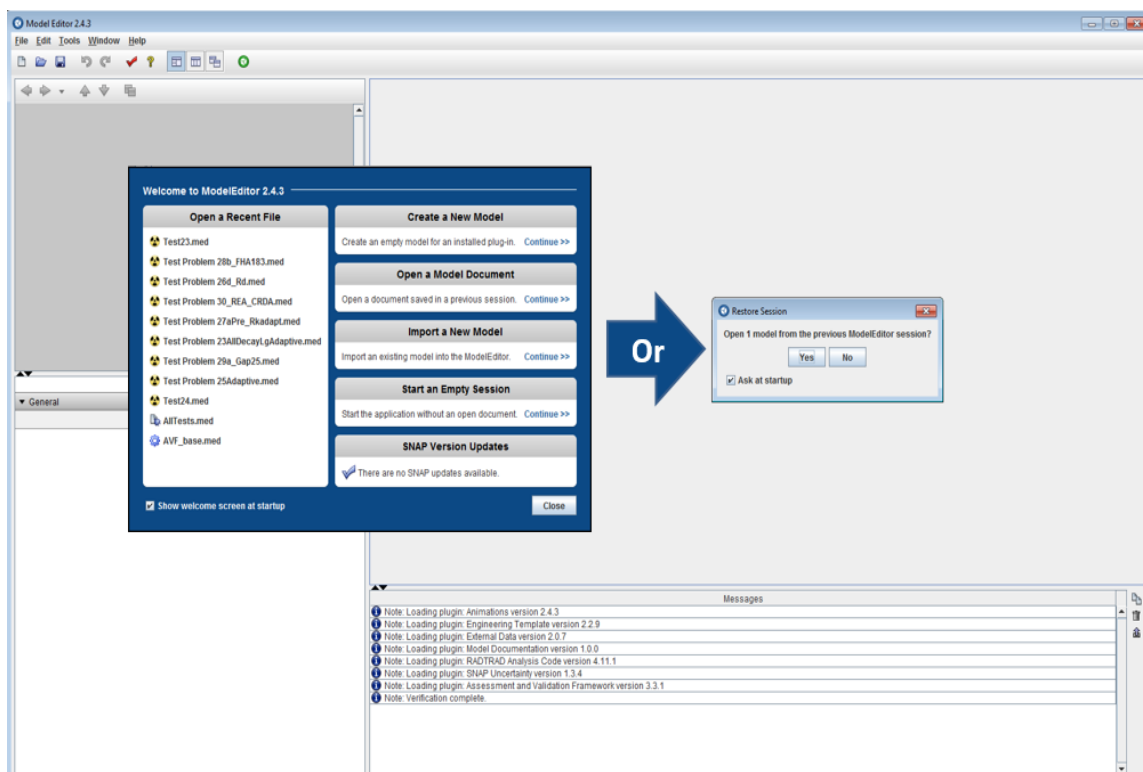 Model Editor 2.4.3
File Edit Tools Window Help
Welcome to ModelEditor 2.4.3
Open a Recent File
Test23.med
Test Problem 28b_FHA183.med
Test Problem 26d_Rd.med
Test Problem 30_REA_CRDA.med
Test Problem 27aPre_Rkadapt.med
Test Problem 23AllDecayLgAdaptive.med
Test Problem 29a_Gap25.med
Test Problem 25Adaptive.med
Test24.med
AllTests.med
AVF_base.med
Show welcome screen at startup
Create a New Model
Create an empty model for an installed plug-in. Continue >>
Open a Model Document
Open a document saved in a previous session. Continue >>
Import a New Model
Import an existing model into the ModelEditor. Continue >>
Start an Empty Session
Start the application without an open document. Continue >>
SNAP Version Updates
There are no SNAP updates available.
Close
Or
Restore Session
Open 1 model from the previous ModelEditor session?
Yes No
Ask at startup
General
Messages
Note: Loading plugin: Animations version 2.4.3
Note: Loading plugin: Engineering Template version 2.2.9
Note: Loading plugin: External Data version 2.0.7
Note: Loading plugin: Model Documentation version 1.0.0
Note: Loading plugin: RADTRAD Analysis Code version 4.11.1
Note: Loading plugin: SNAP Uncertainty version 1.3.4
Note: Loading plugin: Assessment and Validation Framework version 3.3.1
Note: Verification complete.